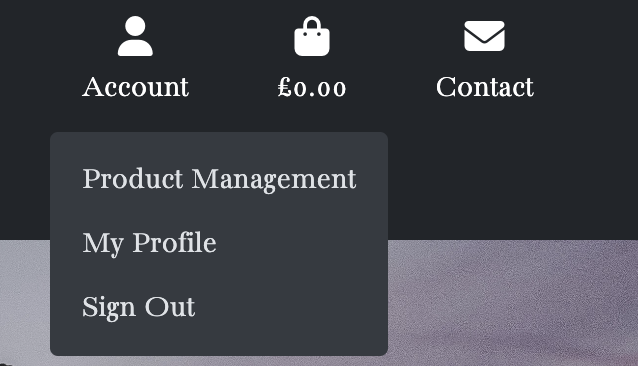 Account
£0.00
Contact
Product Management
My Profile
Sign Out